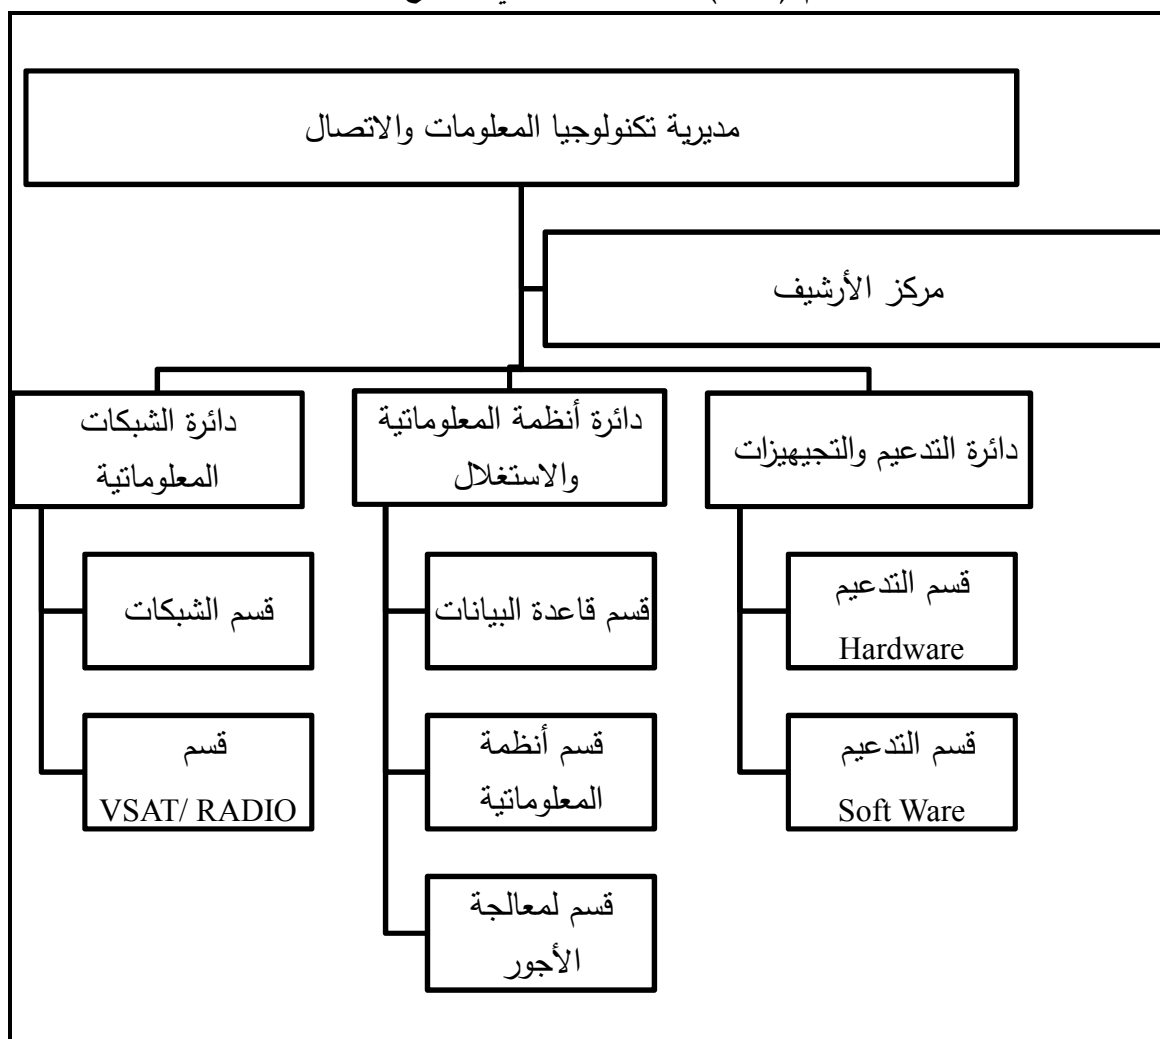 مديرية تكنولوجيا المعلومات والاتصال
مركز الأرشيف
دائرة التدعيم والتجيهيزات
دائرة أنظمة المعلوماتية
والاستغلال
دائرة الشبكات
المعلوماتية
قسم التدعيم
Hardware
قسم قاعدة البيانات
قسم الشبكات
قسم التدعيم
Soft Ware
قسم أنظمة
المعلوماتية
قسم
VSAT/ RADIO
قسم لمعالجة
الأجور